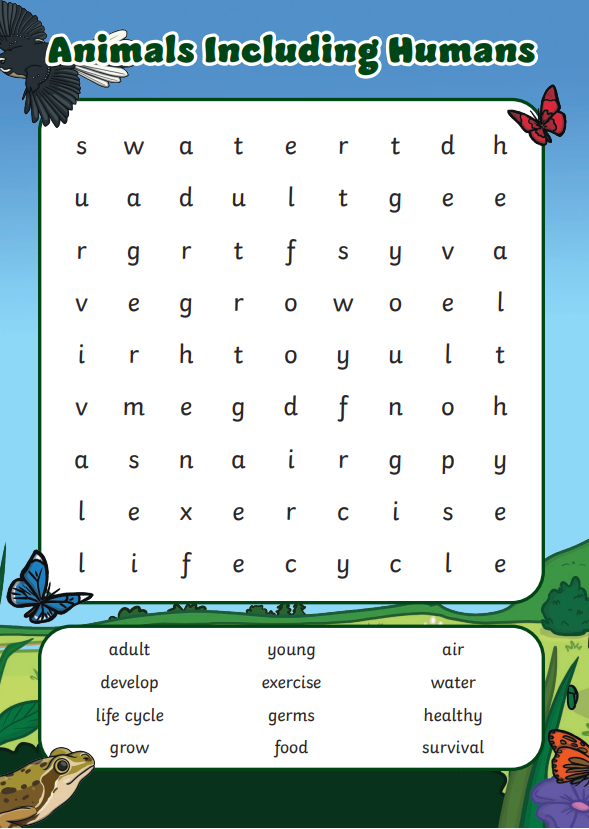 Animals Including Humans
s w a t e r t d h
u a d u l t g e e
r g r t f s y v a
v e g r o w o e l
i r h t o y u l t
v m e g d f n o h
a s n a i r g p y
l e x e r c i s e
l i f e c y c l e
adult young air
develop exercise water
life cycle germs healthy
grow food survival